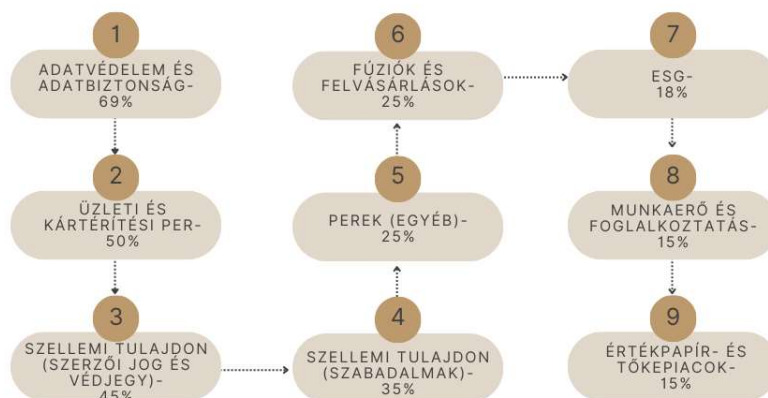 1
ADATVÉDELEM ÉS
ADATBIZTONSÁG-
69%
2
ÜZLETI ÉS
KÁRTÉRÍTÉSI PER-
50%
3
SZELLEMI TULAJDON
(SZERZŐI JOG ÉS
VÉDJEGY)-
45%
4
SZELLEMI TULAJDON
(SZABADALMAK)-
35%
5
PEREK (EGYÉB)-
25%
6
FÚZIÓK ÉS
FELVÁSÁRLÁSOK-
25%
7
ESG-
18%
8
MUNKAERŐ ÉS
FOGLALKOZTATÁS-
15%
9
ÉRTÉKPAPÍR- ÉS
TŐKEPIACOK-
15%